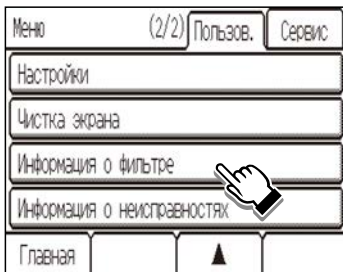 Меню (2/2) Пользов. Сервис
Настройки
Чистка экрана
Информация о фильтре
Информация о неисправностях
Главная ▲